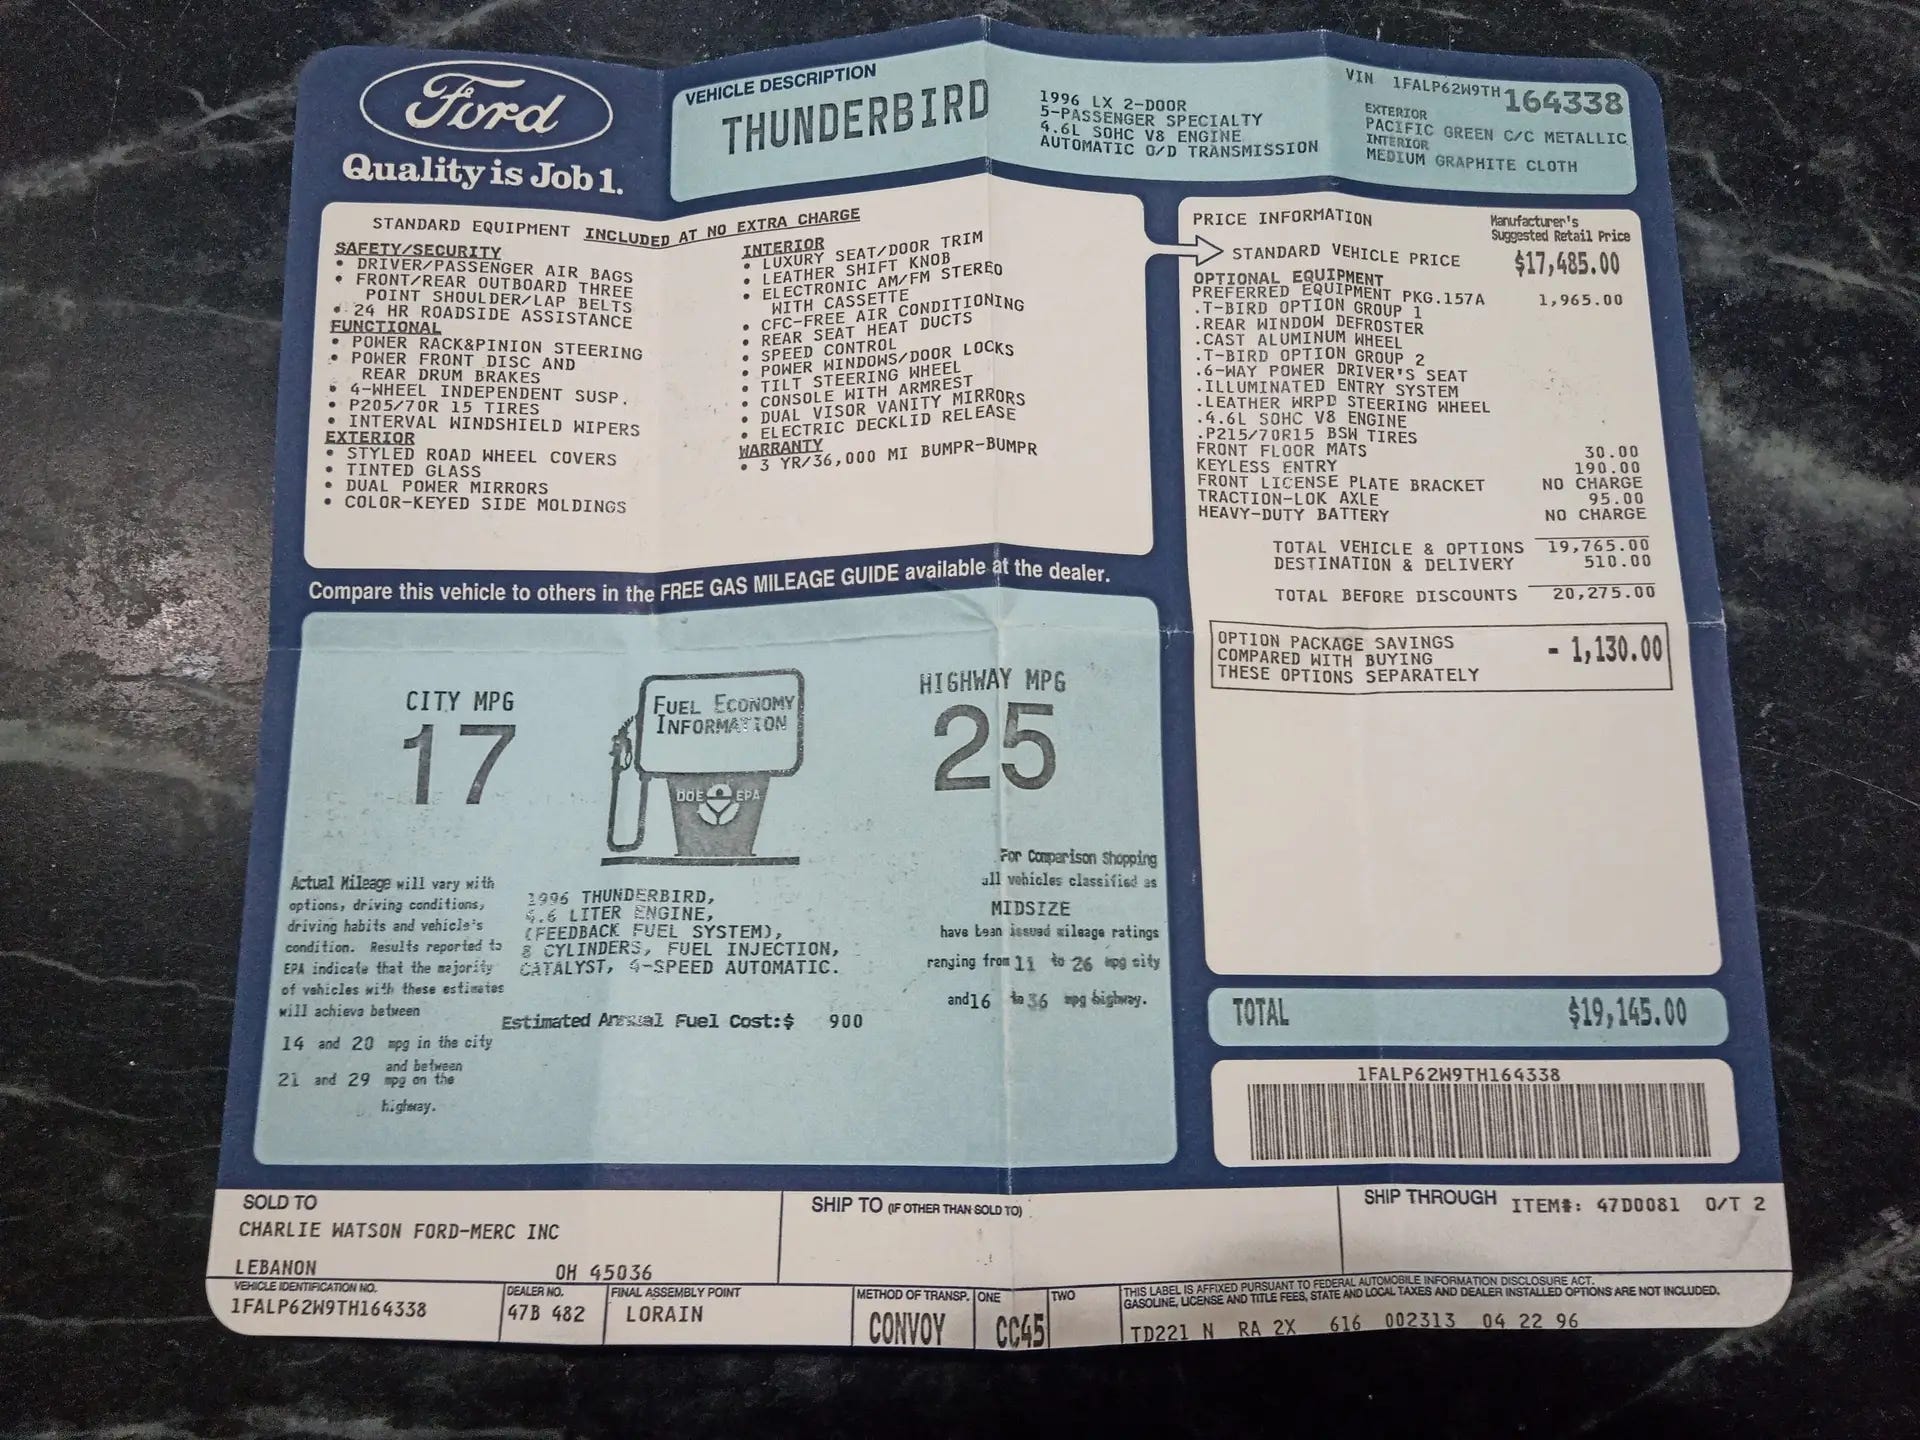 Ford
Quality is Job 1.
VEHICLE DESCRIPTION
THUNDERBIRD
1996 LX 2-DOOR
5-PASSENGER SPECIALTY
4.6L SOHC V8 ENGINE
AUTOMATIC O/D TRANSMISSION
VIN 1FALP62W9TH164338
EXTERIOR
PACIFIC GREEN C/C METALLIC
INTERIOR
MEDIUM GRAPHITE CLOTH
STANDARD EQUIPMENT INCLUDED AT NO EXTRA CHARGE
SAFETY/SECURITY
• DRIVER/PASSENGER AIR BAGS
• FRONT/REAR OUTBOARD THREE
POINT SHOULDER/LAP BELTS
• 24 HR ROADSIDE ASSISTANCE
FUNCTIONAL
• POWER RACK&PINION STEERING
• POWER FRONT DISC AND
REAR DRUM BRAKES
• 4-WHEEL INDEPENDENT SUSP.
• P205/70R 15 TIRES
• INTERVAL WINDSHIELD WIPERS
EXTERIOR
• STYLED ROAD WHEEL COVERS
• TINTED GLASS
• DUAL POWER MIRRORS
• COLOR-KEYED SIDE MOLDINGS
INTERIOR
• LUXURY SEAT/DOOR TRIM
• LEATHER SHIFT KNOB
• ELECTRONIC AM/FM STEREO
WITH CASSETTE
• CFC-FREE AIR CONDITIONING
• REAR SEAT HEAT DUCTS
• SPEED CONTROL
• POWER WINDOWS/DOOR LOCKS
• TILT STEERING WHEEL
• CONSOLE WITH ARMREST
• DUAL VISOR VANITY MIRRORS
• ELECTRIC DECKLID RELEASE
WARRANTY
• 3 YR/36,000 MI BUMPR-BUMPR
PRICE INFORMATION
Manufacturer's
Suggested Retail Price
STANDARD VEHICLE PRICE $17,485.00
OPTIONAL EQUIPMENT
PREFERRED EQUIPMENT PKG.157A 1,965.00
.T-BIRD OPTION GROUP 1
.REAR WINDOW DEFROSTER
.CAST ALUMINUM WHEEL
.T-BIRD OPTION GROUP 2
.6-WAY POWER DRIVER'S SEAT
.ILLUMINATED ENTRY SYSTEM
.LEATHER WRPD STEERING WHEEL
.4.6L SOHC V8 ENGINE
.P215/70R15 BSW TIRES
FRONT FLOOR MATS 30.00
KEYLESS ENTRY 190.00
FRONT LICENSE PLATE BRACKET NO CHARGE
TRACTION-LOK AXLE 95.00
HEAVY-DUTY BATTERY NO CHARGE
TOTAL VEHICLE & OPTIONS 19,765.00
DESTINATION & DELIVERY 510.00
TOTAL BEFORE DISCOUNTS 20,275.00
OPTION PACKAGE SAVINGS
COMPARED WITH BUYING
THESE OPTIONS SEPARATELY
- 1,130.00
Compare this vehicle to others in the FREE GAS MILEAGE GUIDE available at the dealer.
CITY MPG
17
FUEL ECONOMY
INFORMATION
DOE EPA
HIGHWAY MPG
25
Actual Mileage will vary with
options, driving conditions,
driving habits and vehicle's
condition. Results reported to
EPA indicate that the majority
of vehicles with these estimates
will achieve between
14 and 20 mpg in the city
and between
21 and 29 mpg on the
highway.
1996 THUNDERBIRD,
4.6 LITER ENGINE,
(FEEDBACK FUEL SYSTEM),
8 CYLINDERS, FUEL INJECTION,
CATALYST, 4-SPEED AUTOMATIC.
Estimated Annual Fuel Cost:$ 900
For Comparison Shopping
all vehicles classified as
MIDSIZE
have been issued mileage ratings
ranging from 11 to 26 mpg city
and 16 to 36 mpg highway.
TOTAL $19,145.00
1FALP62W9TH164338
SOLD TO
CHARLIE WATSON FORD-MERC INC
LEBANON OH 45036
SHIP TO (IF OTHER THAN SOLD TO)
SHIP THROUGH ITEM#: 47D0081 O/T 2
VEHICLE IDENTIFICATION NO.
1FALP62W9TH164338
DEALER NO.
47B 482
FINAL ASSEMBLY POINT
LORAIN
METHOD OF TRANSP.
CONVOY
ONE
CC45
TWO
THIS LABEL IS AFFIXED PURSUANT TO FEDERAL AUTOMOBILE INFORMATION DISCLOSURE ACT.
GASOLINE, LICENSE AND TITLE FEES, STATE AND LOCAL TAXES AND DEALER INSTALLED OPTIONS ARE NOT INCLUDED.
TD221 N RA 2X 616 002313 04 22 96